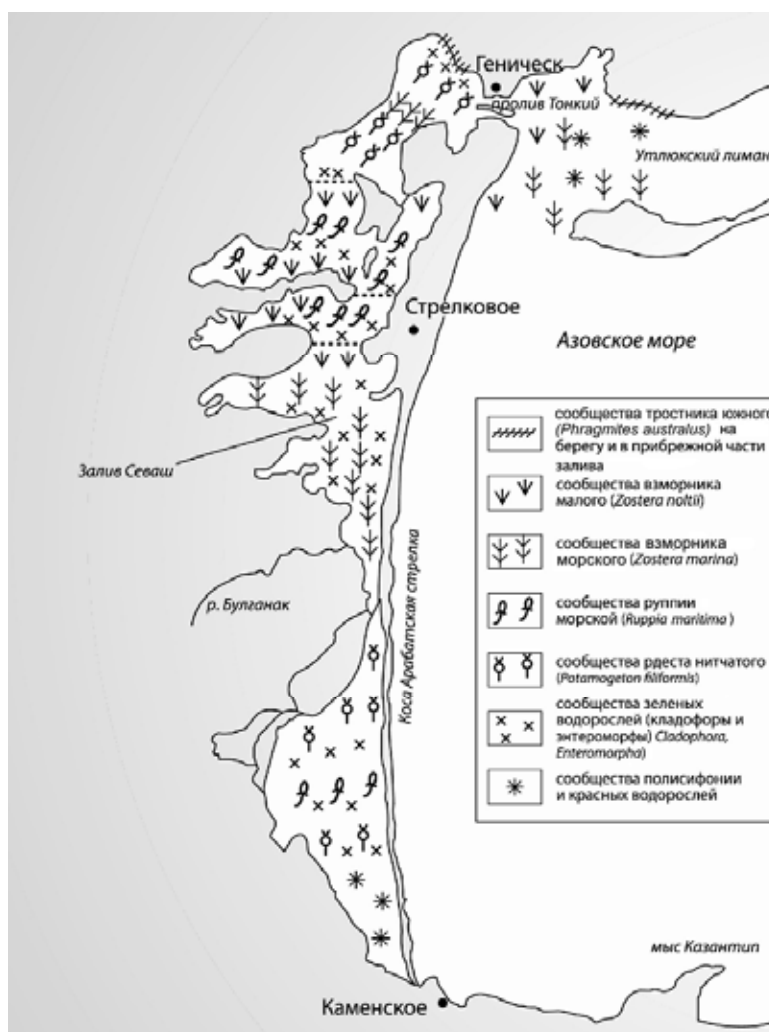 Геническ
пролив Тонкий
Утлюкский лиман
Стрелковое
Азовское море
Залив Севаш
р. Булганак
Коса Арабатская стрелка
сообщества тростника южного
(Phragmites australus) на
берегу и в прибрежной части
залива
сообщества взморника
малого (Zostera noltii)
сообщества взморника
морского (Zostera marina)
сообщества руппии
морской (Ruppia maritima)
сообщества рдеста нитчатого
(Potamogeton filiformis)
сообщества зеленых
водорослей (кладофоры и
энтероморфы) Cladophora,
Enteromorpha)
сообщества полисифонии
и красных водорослей
мыс Казантип
Каменское